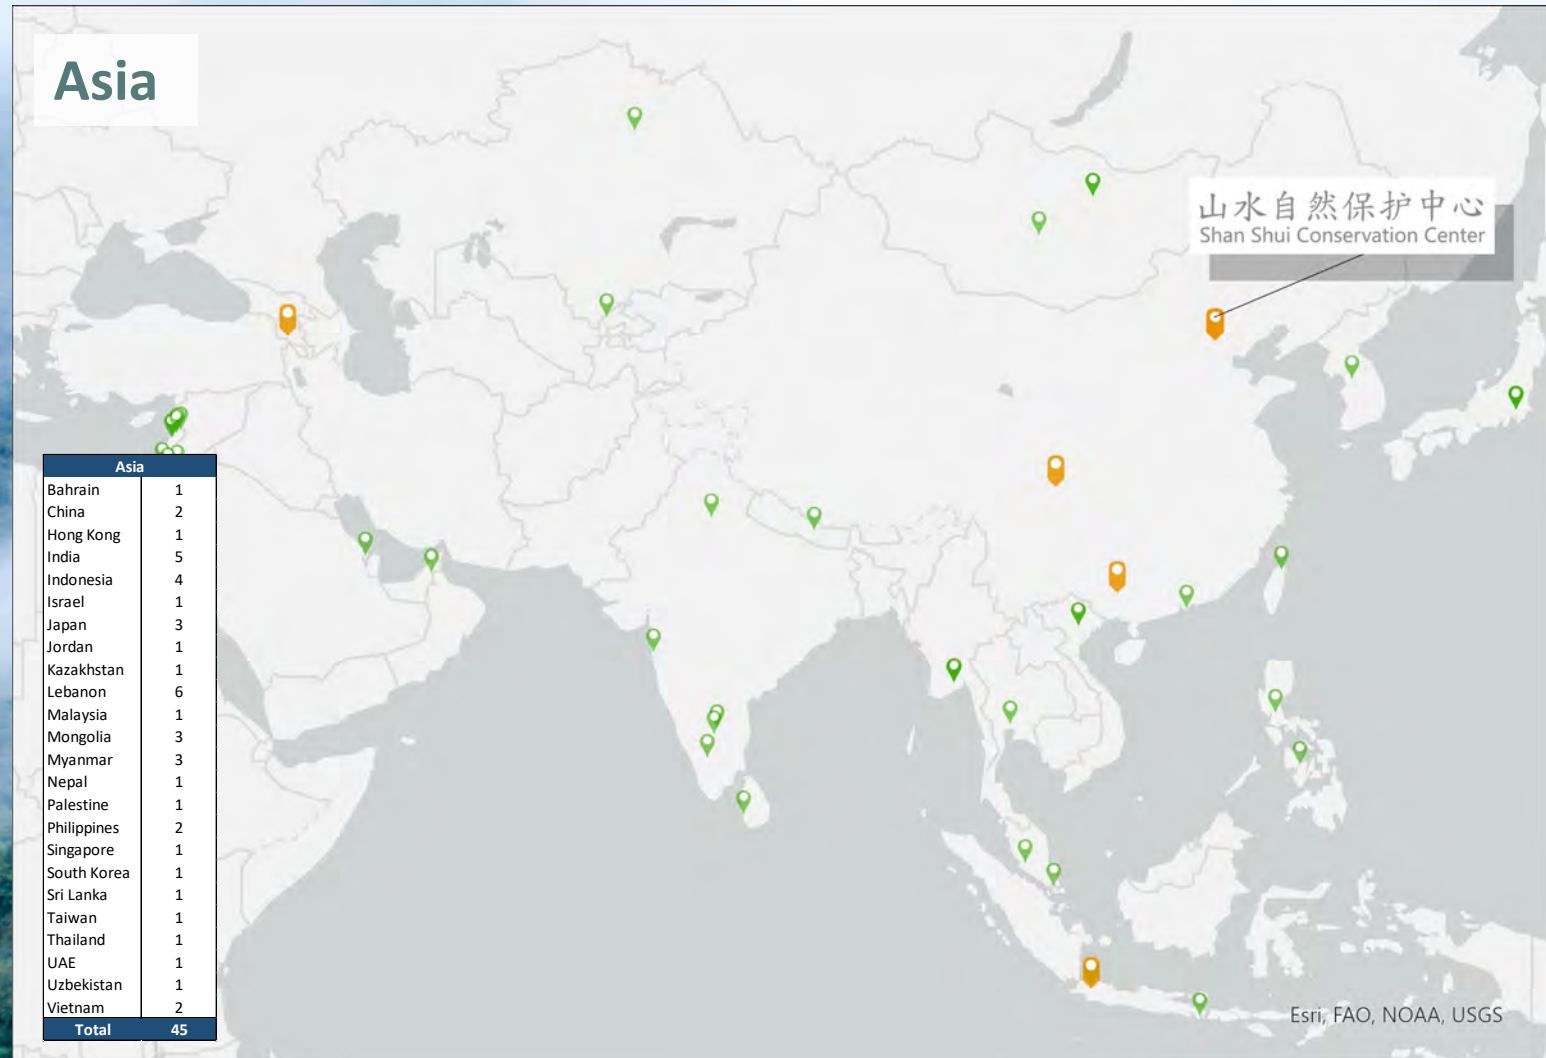 Asia
山水自然保护中心
Shan Shui Conservation Center
Asia
Bahrain 1
China 2
Hong Kong 1
India 5
Indonesia 4
Israel 1
Japan 3
Jordan 1
Kazakhstan 1
Lebanon 6
Malaysia 1
Mongolia 3
Myanmar 3
Nepal 1
Palestine 1
Philippines 2
Singapore 1
South Korea 1
Sri Lanka 1
Taiwan 1
Thailand 1
UAE 1
Uzbekistan 1
Vietnam 2
Total 45
Esri, FAO, NOAA, USGS